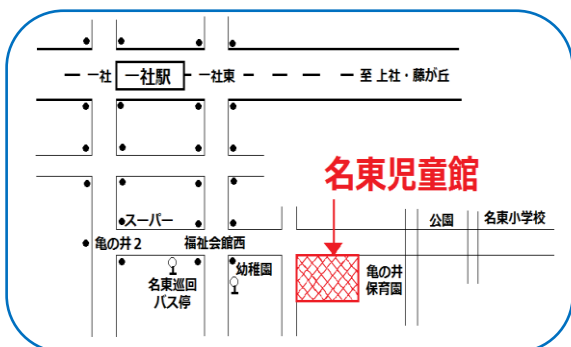 一社
一社駅
一社東
至 上社・藤が丘
名東児童館
公園
名東小学校
スーパー
亀の井2
福祉会館西
幼稚園
亀の井
保育園
名東巡回
バス停